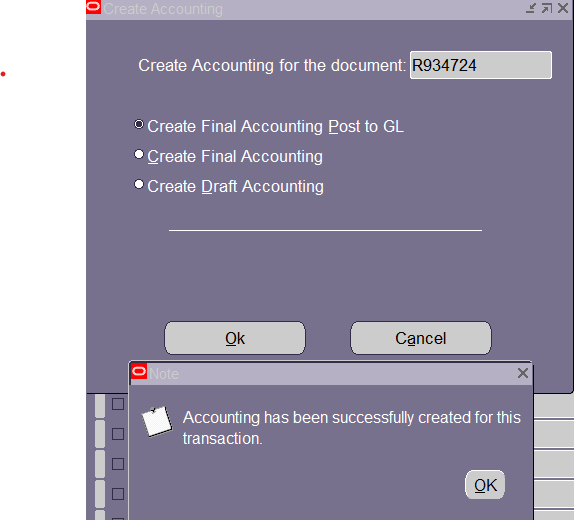 Create Accounting
Create Accounting for the document: R934724
Create Final Accounting Post to GL
Create Final Accounting
Create Draft Accounting
Ok Cancel
Note
Accounting has been successfully created for this
transaction.
OK